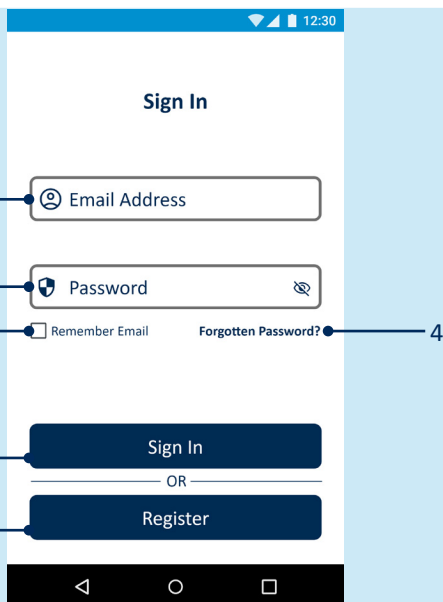 12:30
Sign In
Email Address
Password
Remember Email Forgotten Password? 4
Sign In
OR
Register